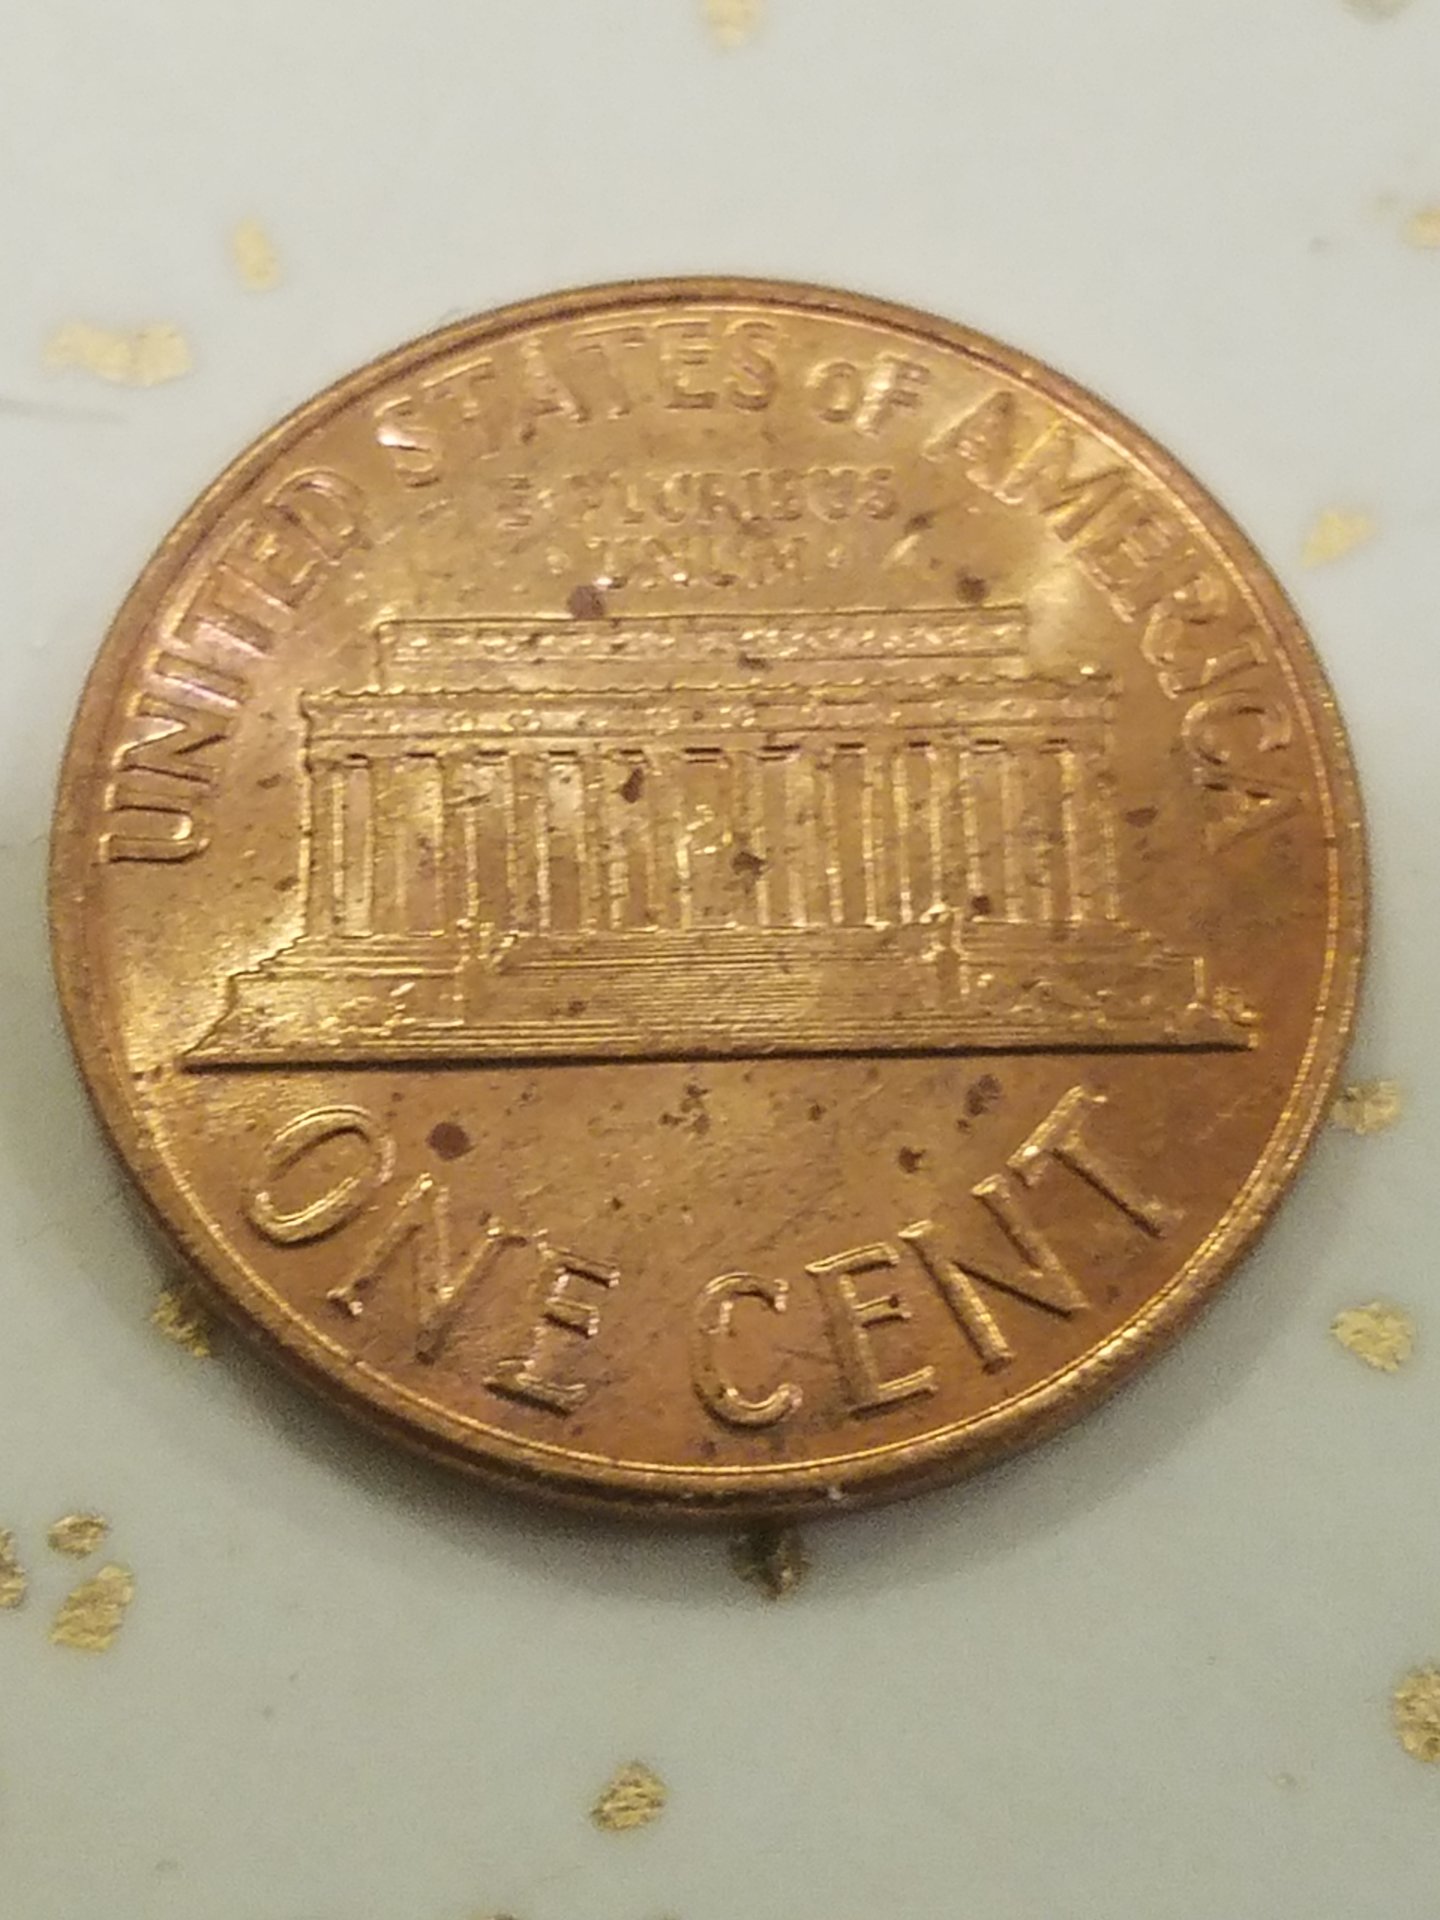 UNITED STATES OF AMERICA
E · PLURIBUS
· UNUM ·
ONE CENT